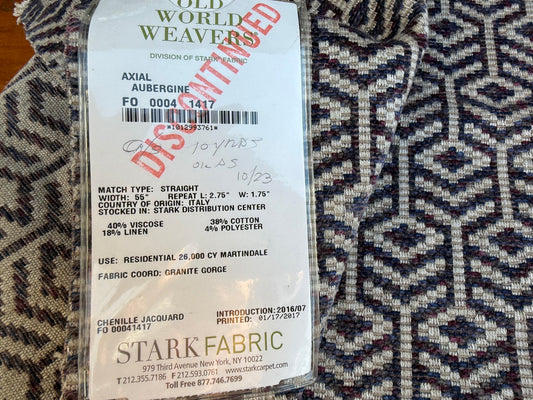 OLD
WORLD
WEAVERS®
DIVISION OF STARK FABRIC
DISCONTINUED
AXIAL
AUBERGINE
FO 0004 1417
*1012993761*
10 YARDS
10/23
MATCH TYPE: STRAIGHT
WIDTH: 55" REPEAT L: 2.75" W: 1.75"
COUNTRY OF ORIGIN: ITALY
STOCKED IN: STARK DISTRIBUTION CENTER
40% VISCOSE 38% COTTON
18% LINEN 4% POLYESTER
USE: RESIDENTIAL 26,000 CY MARTINDALE
FABRIC COORD: GRANITE GORGE
CHENILLE JACQUARD INTRODUCTION: 2016/07
FO 00041417 PRINTED: 01/17/2017
STARK FABRIC
979 Third Avenue New York, NY 10022
T 212.355.7186 F 212.593.0761 www.starkcarpet.com
Toll Free 877.746.7699